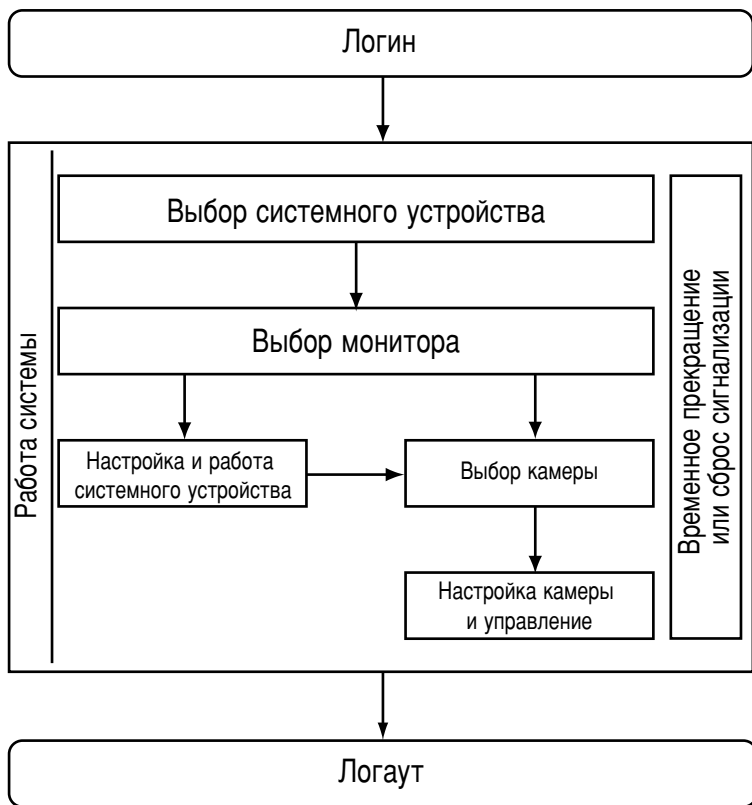 Логин
Работа системы
Выбор системного устройства
Выбор монитора
Настройка и работа
системного устройства
Выбор камеры
Настройка камеры
и управление
Временное прекращение
или сброс сигнализации
Логаут